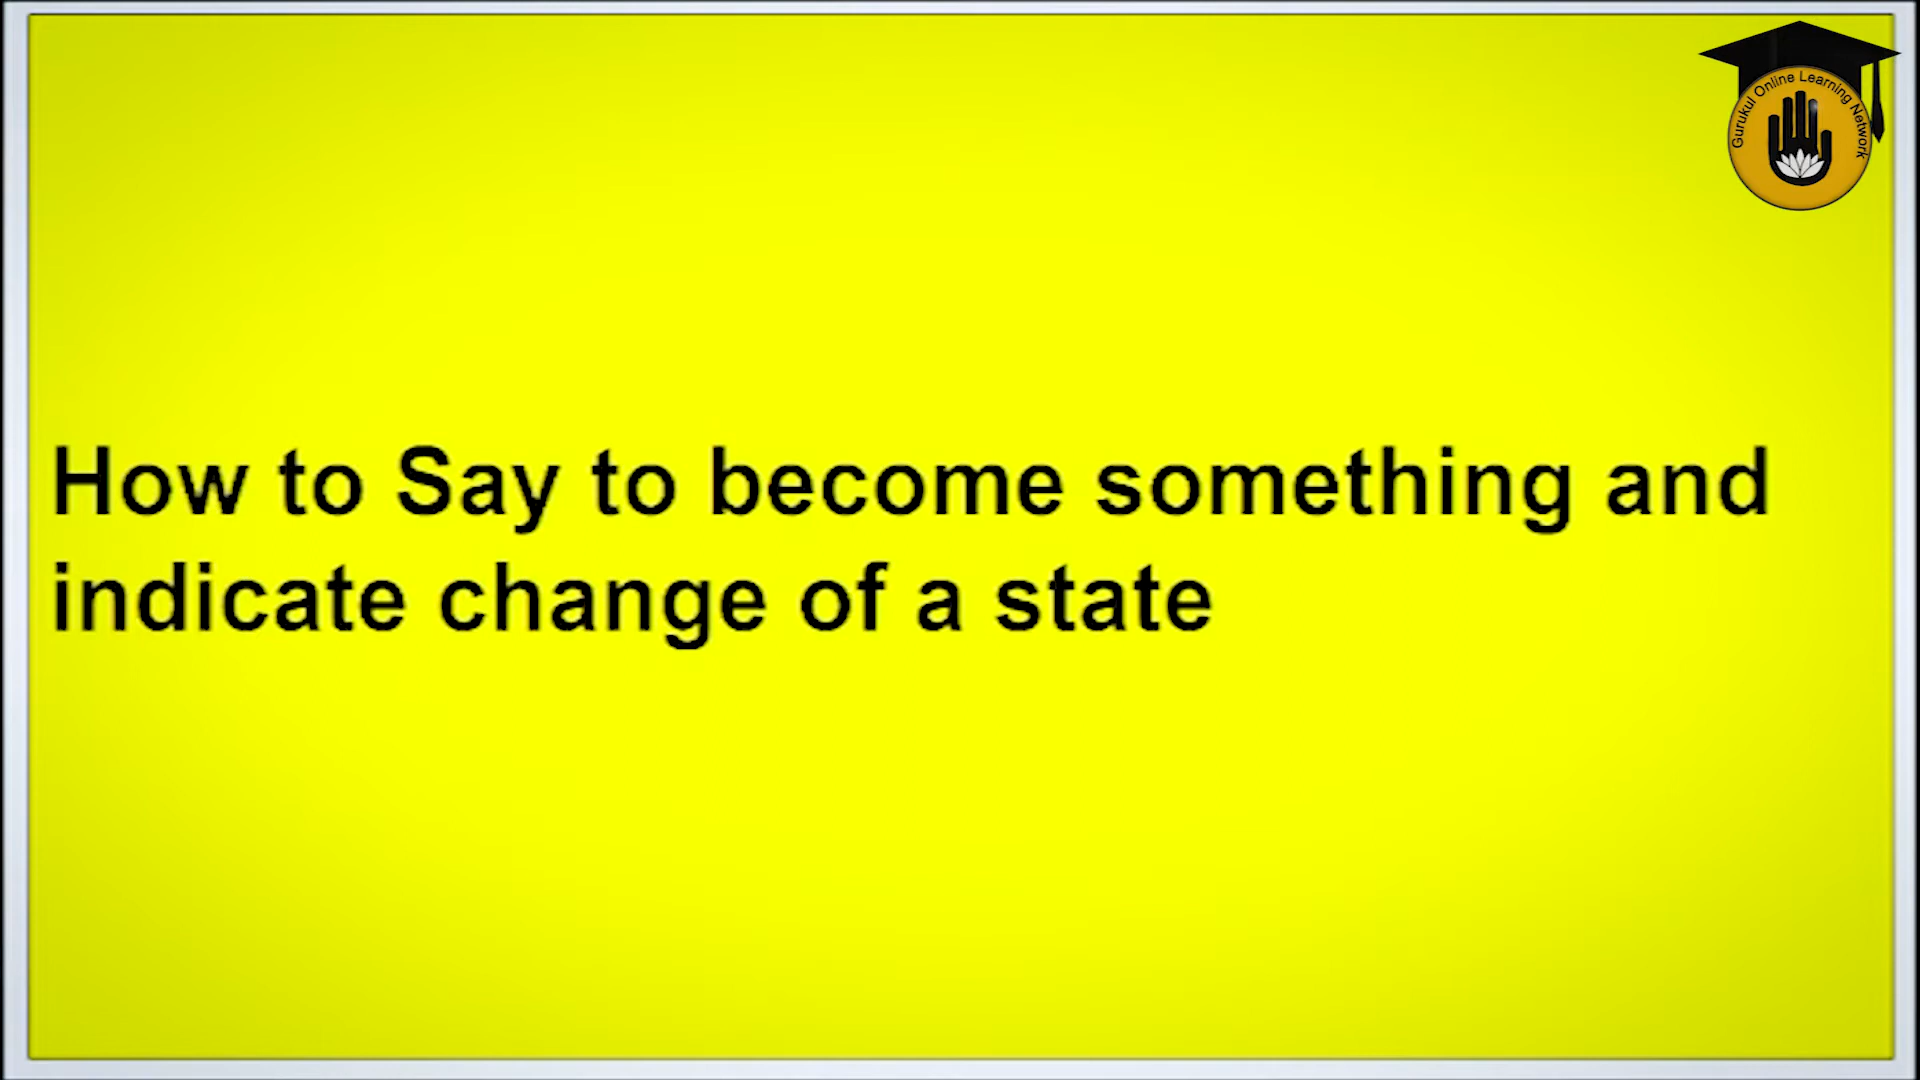 Gurukul Online Learning Network
How to Say to become something and
indicate change of a state